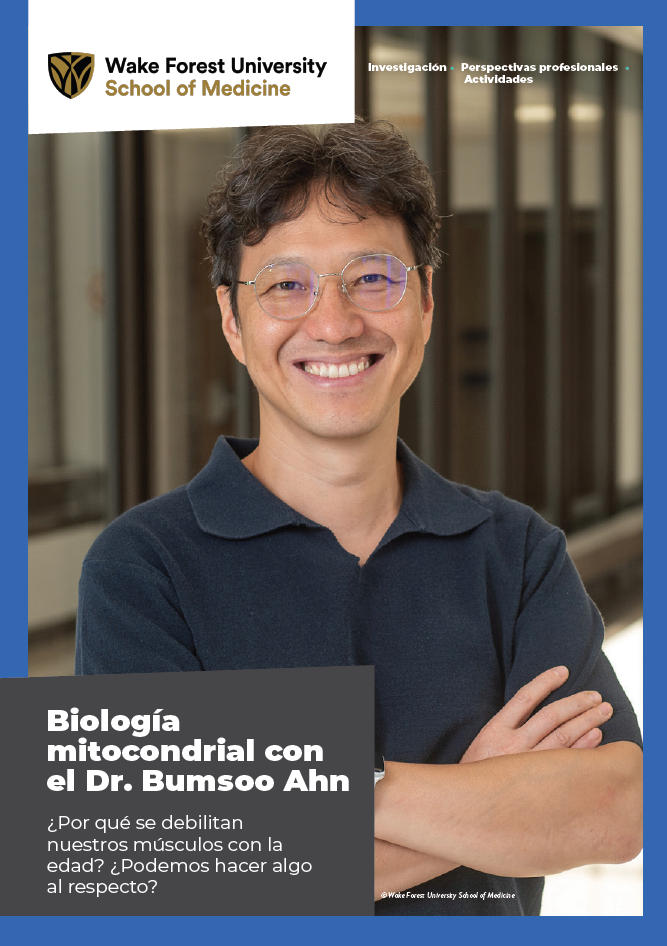 Wake Forest University
School of Medicine
Investigación • Perspectivas profesionales •
Actividades
Biología
mitocondrial con
el Dr. Bumsoo Ahn
¿Por qué se debilitan
nuestros músculos con la
edad? ¿Podemos hacer algo
al respecto?
©Wake Forest University School of Medicine